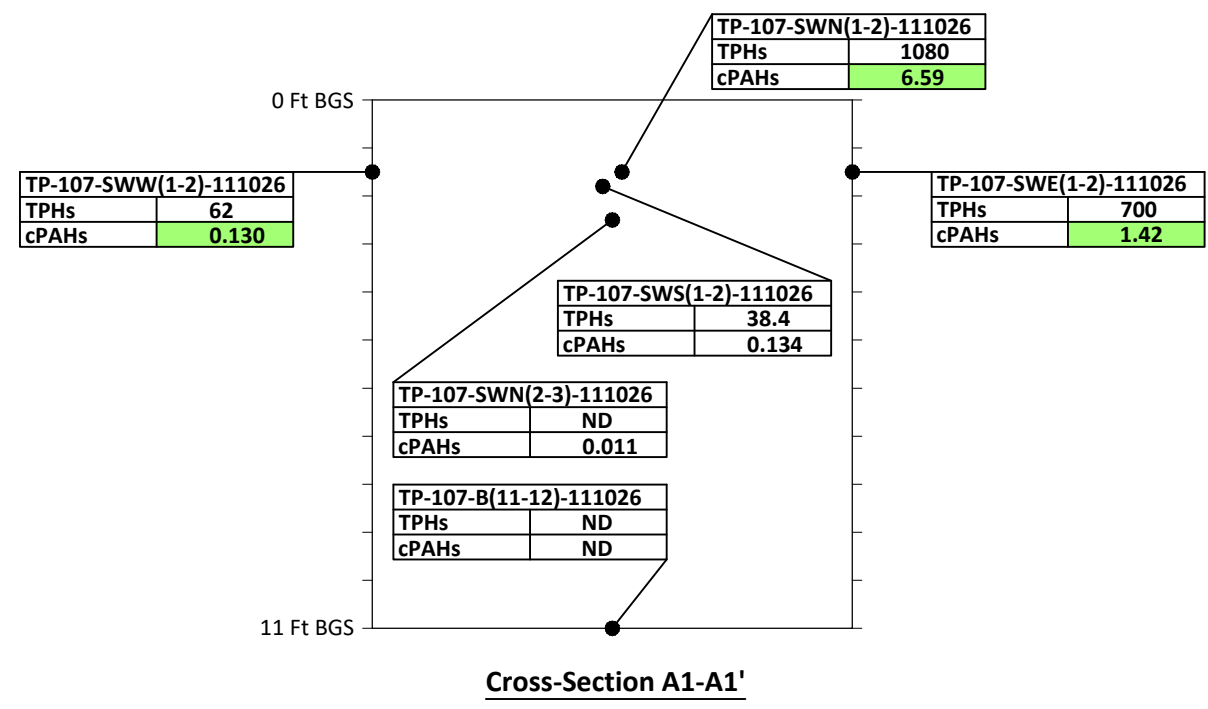 TP-107-SWN(1-2)-111026
TPHs 1080
cPAHs 6.59
0 Ft BGS
TP-107-SWW(1-2)-111026
TPHs 62
cPAHs 0.130
TP-107-SWE(1-2)-111026
TPHs 700
cPAHs 1.42
TP-107-SWS(1-2)-111026
TPHs 38.4
cPAHs 0.134
TP-107-SWN(2-3)-111026
TPHs ND
cPAHs 0.011
TP-107-B(11-12)-111026
TPHs ND
cPAHs ND
11 Ft BGS
Cross-Section A1-A1'